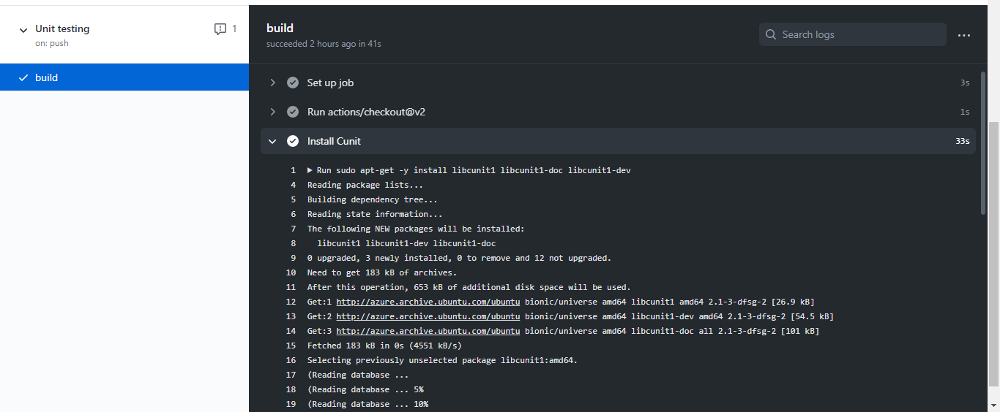 Unit testing
1
on: push
build
build
succeeded 2 hours ago in 41s
Search logs
Set up job
3s
Run actions/checkout@v2
1s
Install Cunit
33s
1 Run sudo apt-get -y install libcunit1 libcunit1-doc libcunit1-dev
4 Reading package lists...
5 Building dependency tree...
6 Reading state information...
7 The following NEW packages will be installed:
8 libcunit1 libcunit1-dev libcunit1-doc
9 0 upgraded, 3 newly installed, 0 to remove and 12 not upgraded.
10 Need to get 183 kB of archives.
11 After this operation, 653 kB of additional disk space will be used.
12 Get:1 http://azure.archive.ubuntu.com/ubuntu bionic/universe amd64 libcunit1 amd64 2.1-3-dfsg-2 [26.9 kB]
13 Get:2 http://azure.archive.ubuntu.com/ubuntu bionic/universe amd64 libcunit1-dev amd64 2.1-3-dfsg-2 [54.5 kB]
14 Get:3 http://azure.archive.ubuntu.com/ubuntu bionic/universe amd64 libcunit1-doc all 2.1-3-dfsg-2 [101 kB]
15 Fetched 183 kB in 0s (4551 kB/s)
16 Selecting previously unselected package libcunit1:amd64.
17 (Reading database ...
18 (Reading database ... 5%
19 (Reading database ... 10%